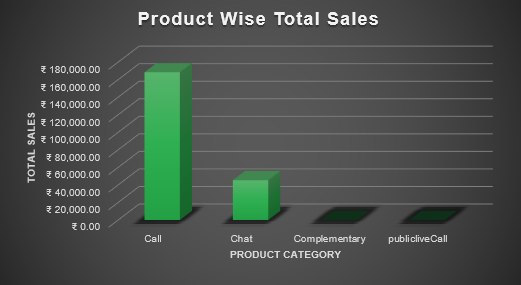 Product Wise Total Sales
TOTAL SALES
₹ 180,000.00
₹ 160,000.00
₹ 140,000.00
₹ 120,000.00
₹ 100,000.00
₹ 80,000.00
₹ 60,000.00
₹ 40,000.00
₹ 20,000.00
₹ 0.00
Call Chat Complementary publicliveCall
PRODUCT CATEGORY